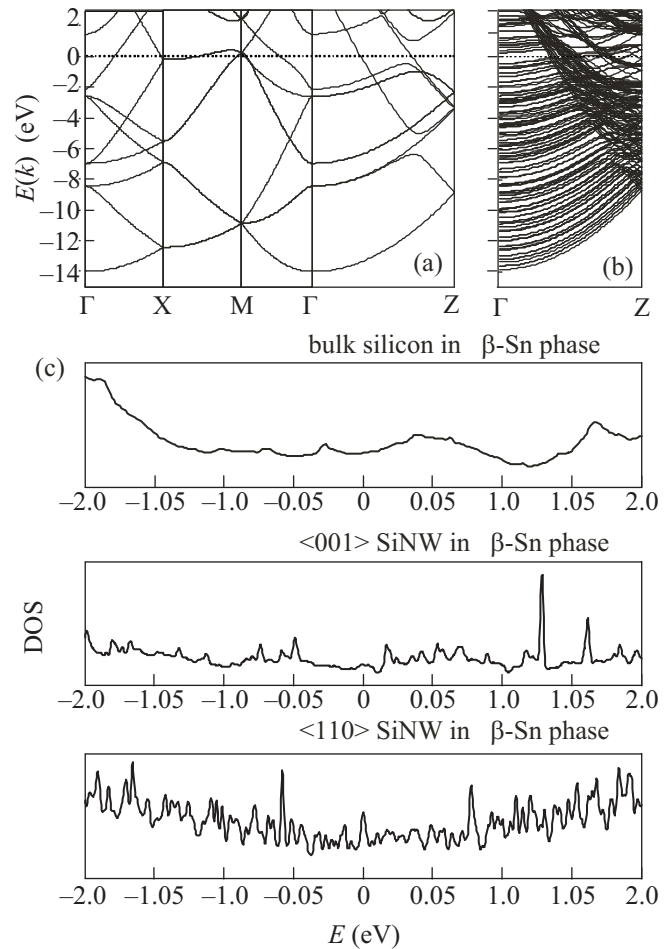 2
0
−2
−4
−6
−8
−10
−12
−14
E(k) (eV)
(a)
(b)
Γ X M Γ Z Γ Z
bulk silicon in β-Sn phase
(c)
−2.0 −1.05 −1.0 −0.05 0 0.05 1.0 1.05 2.0
<001> SiNW in β-Sn phase
DOS
−2.0 −1.05 −1.0 −0.05 0 0.05 1.0 1.05 2.0
<110> SiNW in β-Sn phase
−2.0 −1.05 −1.0 −0.05 0 0.05 1.0 1.05 2.0
E (eV)